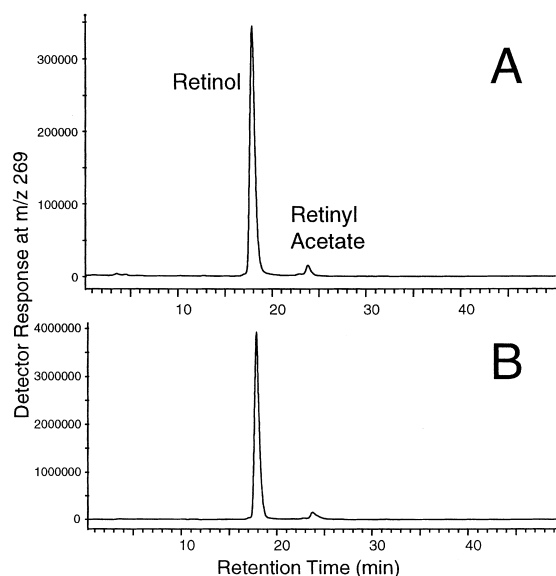 A
Retinol
Retinyl
Acetate
300000
200000
100000
0
10
20
30
40
Detector Response at m/z 269
B
4000000
3000000
2000000
1000000
0
10
20
30
40
Retention Time (min)